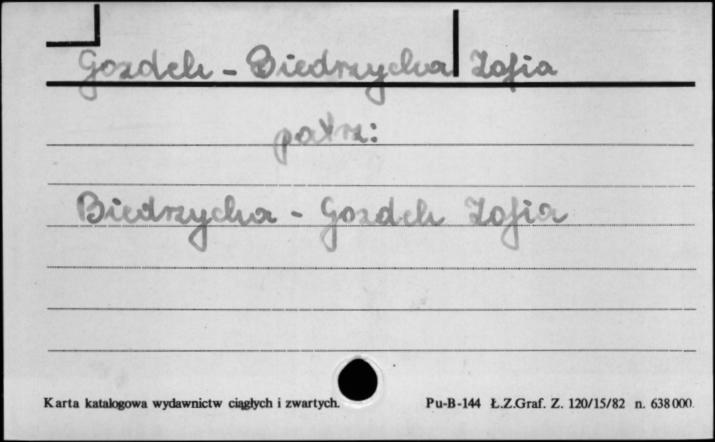 Gozdek - Biedrzycka Zofia
patrz:
Biedrzycka - Gozdek Zofia
Karta katalogowa wydawnictw ciągłych i zwartych. Pu-B-144 Ł.Z.Graf. Z. 120/15/82 n. 638000.